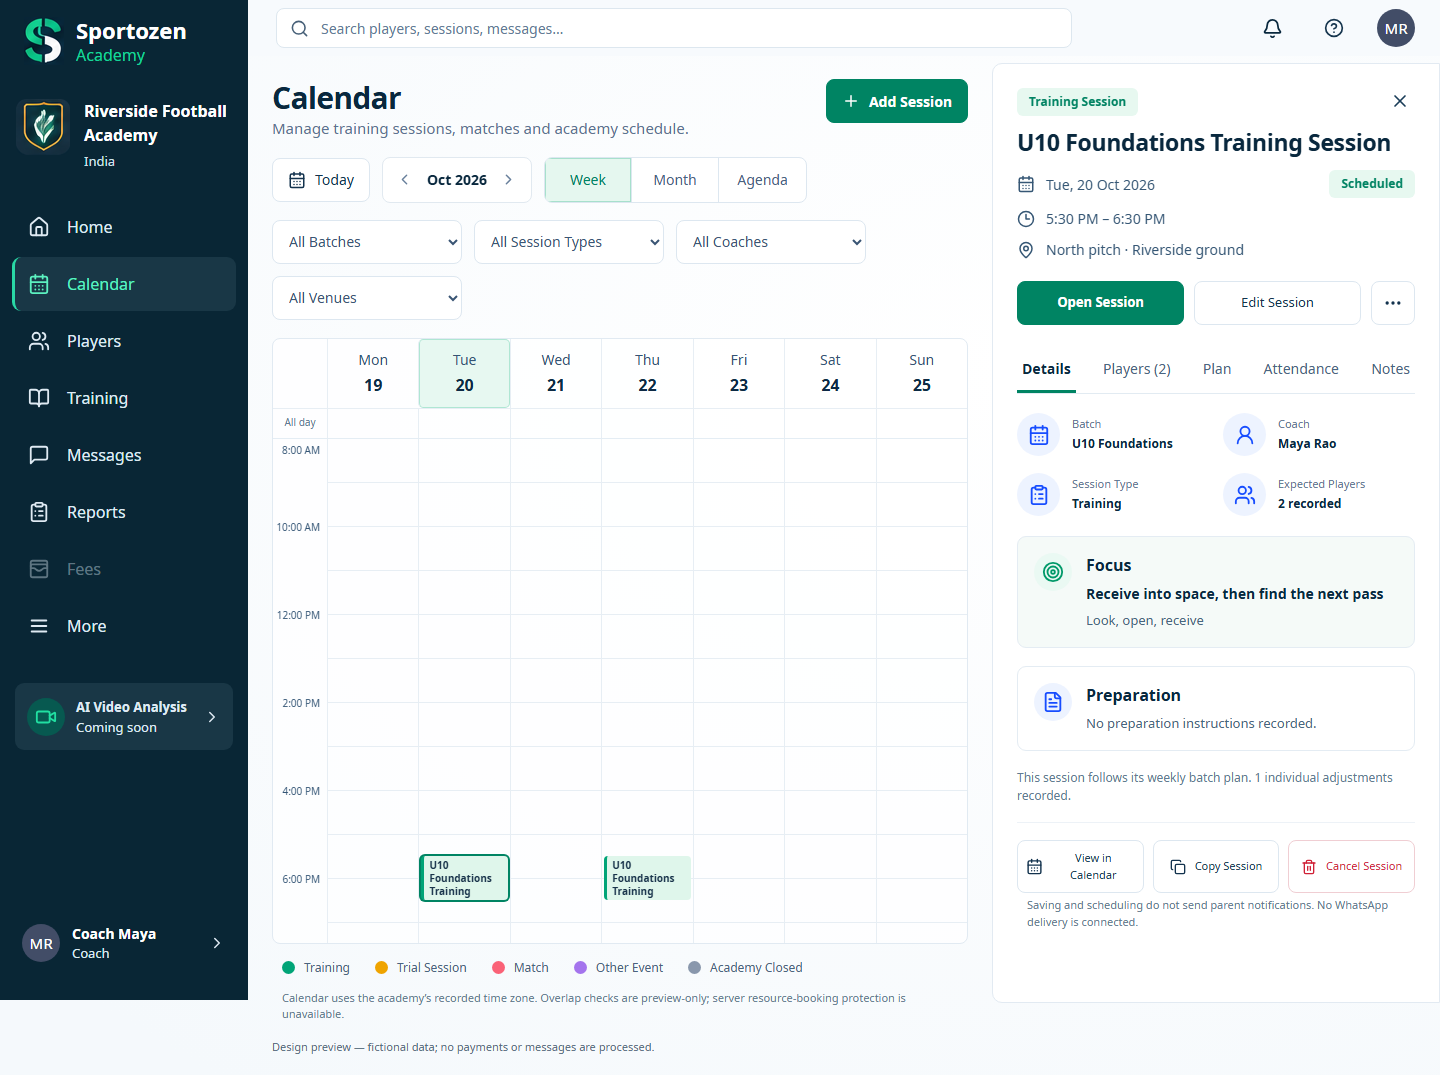 Sportozen
Academy
Riverside Football
Academy
India
Home
Calendar
Players
Training
Messages
Reports
Fees
More
AI Video Analysis
Coming soon
MR
Coach Maya
Coach
Search players, sessions, messages...
MR
Calendar
Manage training sessions, matches and academy schedule.
Add Session
Today
Oct 2026
Week
Month
Agenda
All Batches
All Session Types
All Coaches
All Venues
Mon Tue Wed Thu Fri Sat Sun
19 20 21 22 23 24 25
All day
8:00 AM
10:00 AM
12:00 PM
2:00 PM
4:00 PM
6:00 PM
U10
Foundations
Training
U10
Foundations
Training
Training
Trial Session
Match
Other Event
Academy Closed
Calendar uses the academy's recorded time zone. Overlap checks are preview-only; server resource-booking protection is
unavailable.
Design preview — fictional data; no payments or messages are processed.
Training Session
U10 Foundations Training Session
Tue, 20 Oct 2026
Scheduled
5:30 PM – 6:30 PM
North pitch · Riverside ground
Open Session
Edit Session
Details
Players (2)
Plan
Attendance
Notes
Batch
U10 Foundations
Coach
Maya Rao
Session Type
Training
Expected Players
2 recorded
Focus
Receive into space, then find the next pass
Look, open, receive
Preparation
No preparation instructions recorded.
This session follows its weekly batch plan. 1 individual adjustments
recorded.
View in
Calendar
Copy Session
Cancel Session
Saving and scheduling do not send parent notifications. No WhatsApp
delivery is connected.